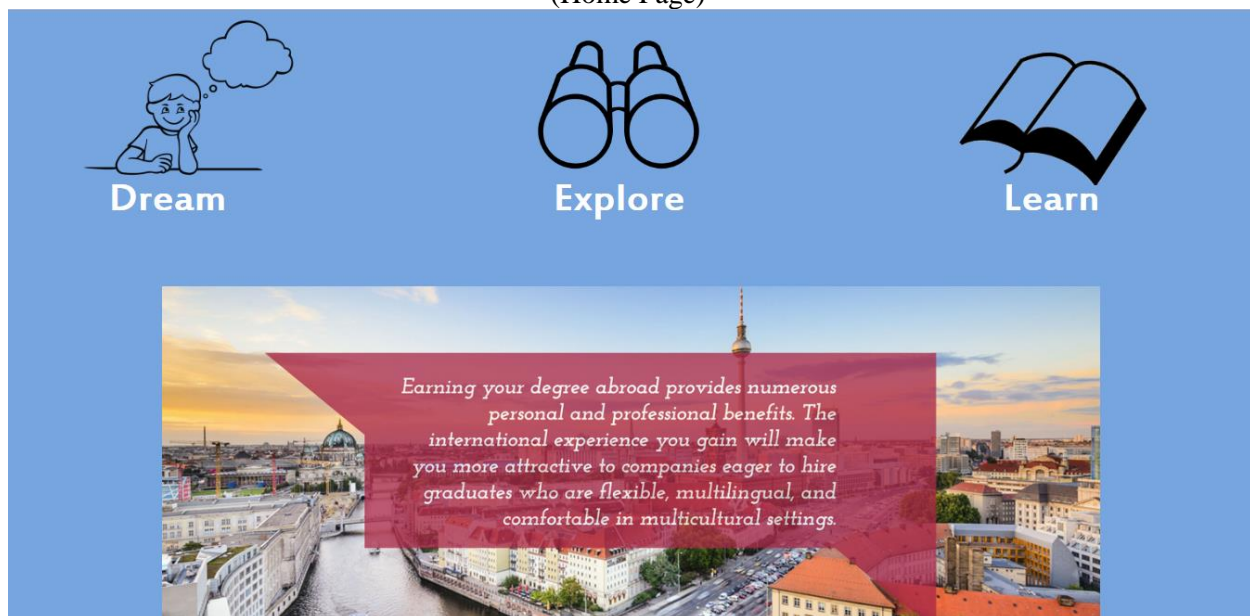 (Home Page)
Dream
Explore
Learn
Earning your degree abroad provides numerous
personal and professional benefits. The
international experience you gain will make
you more attractive to companies eager to hire
graduates who are flexible, multilingual, and
comfortable in multicultural settings.